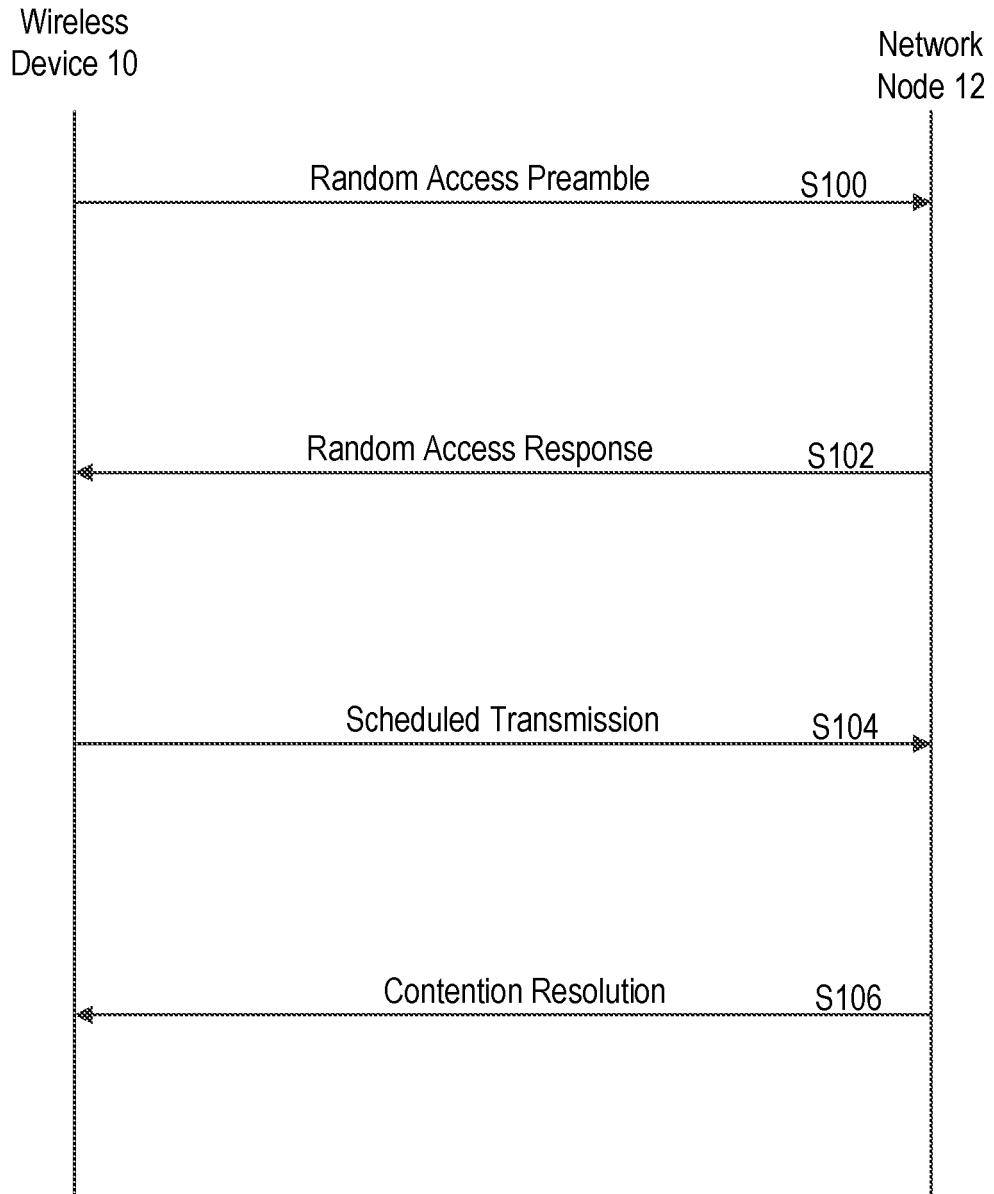 Wireless
Device 10
Network
Node 12
Random Access Preamble S100
Random Access Response S102
Scheduled Transmission S104
Contention Resolution S106